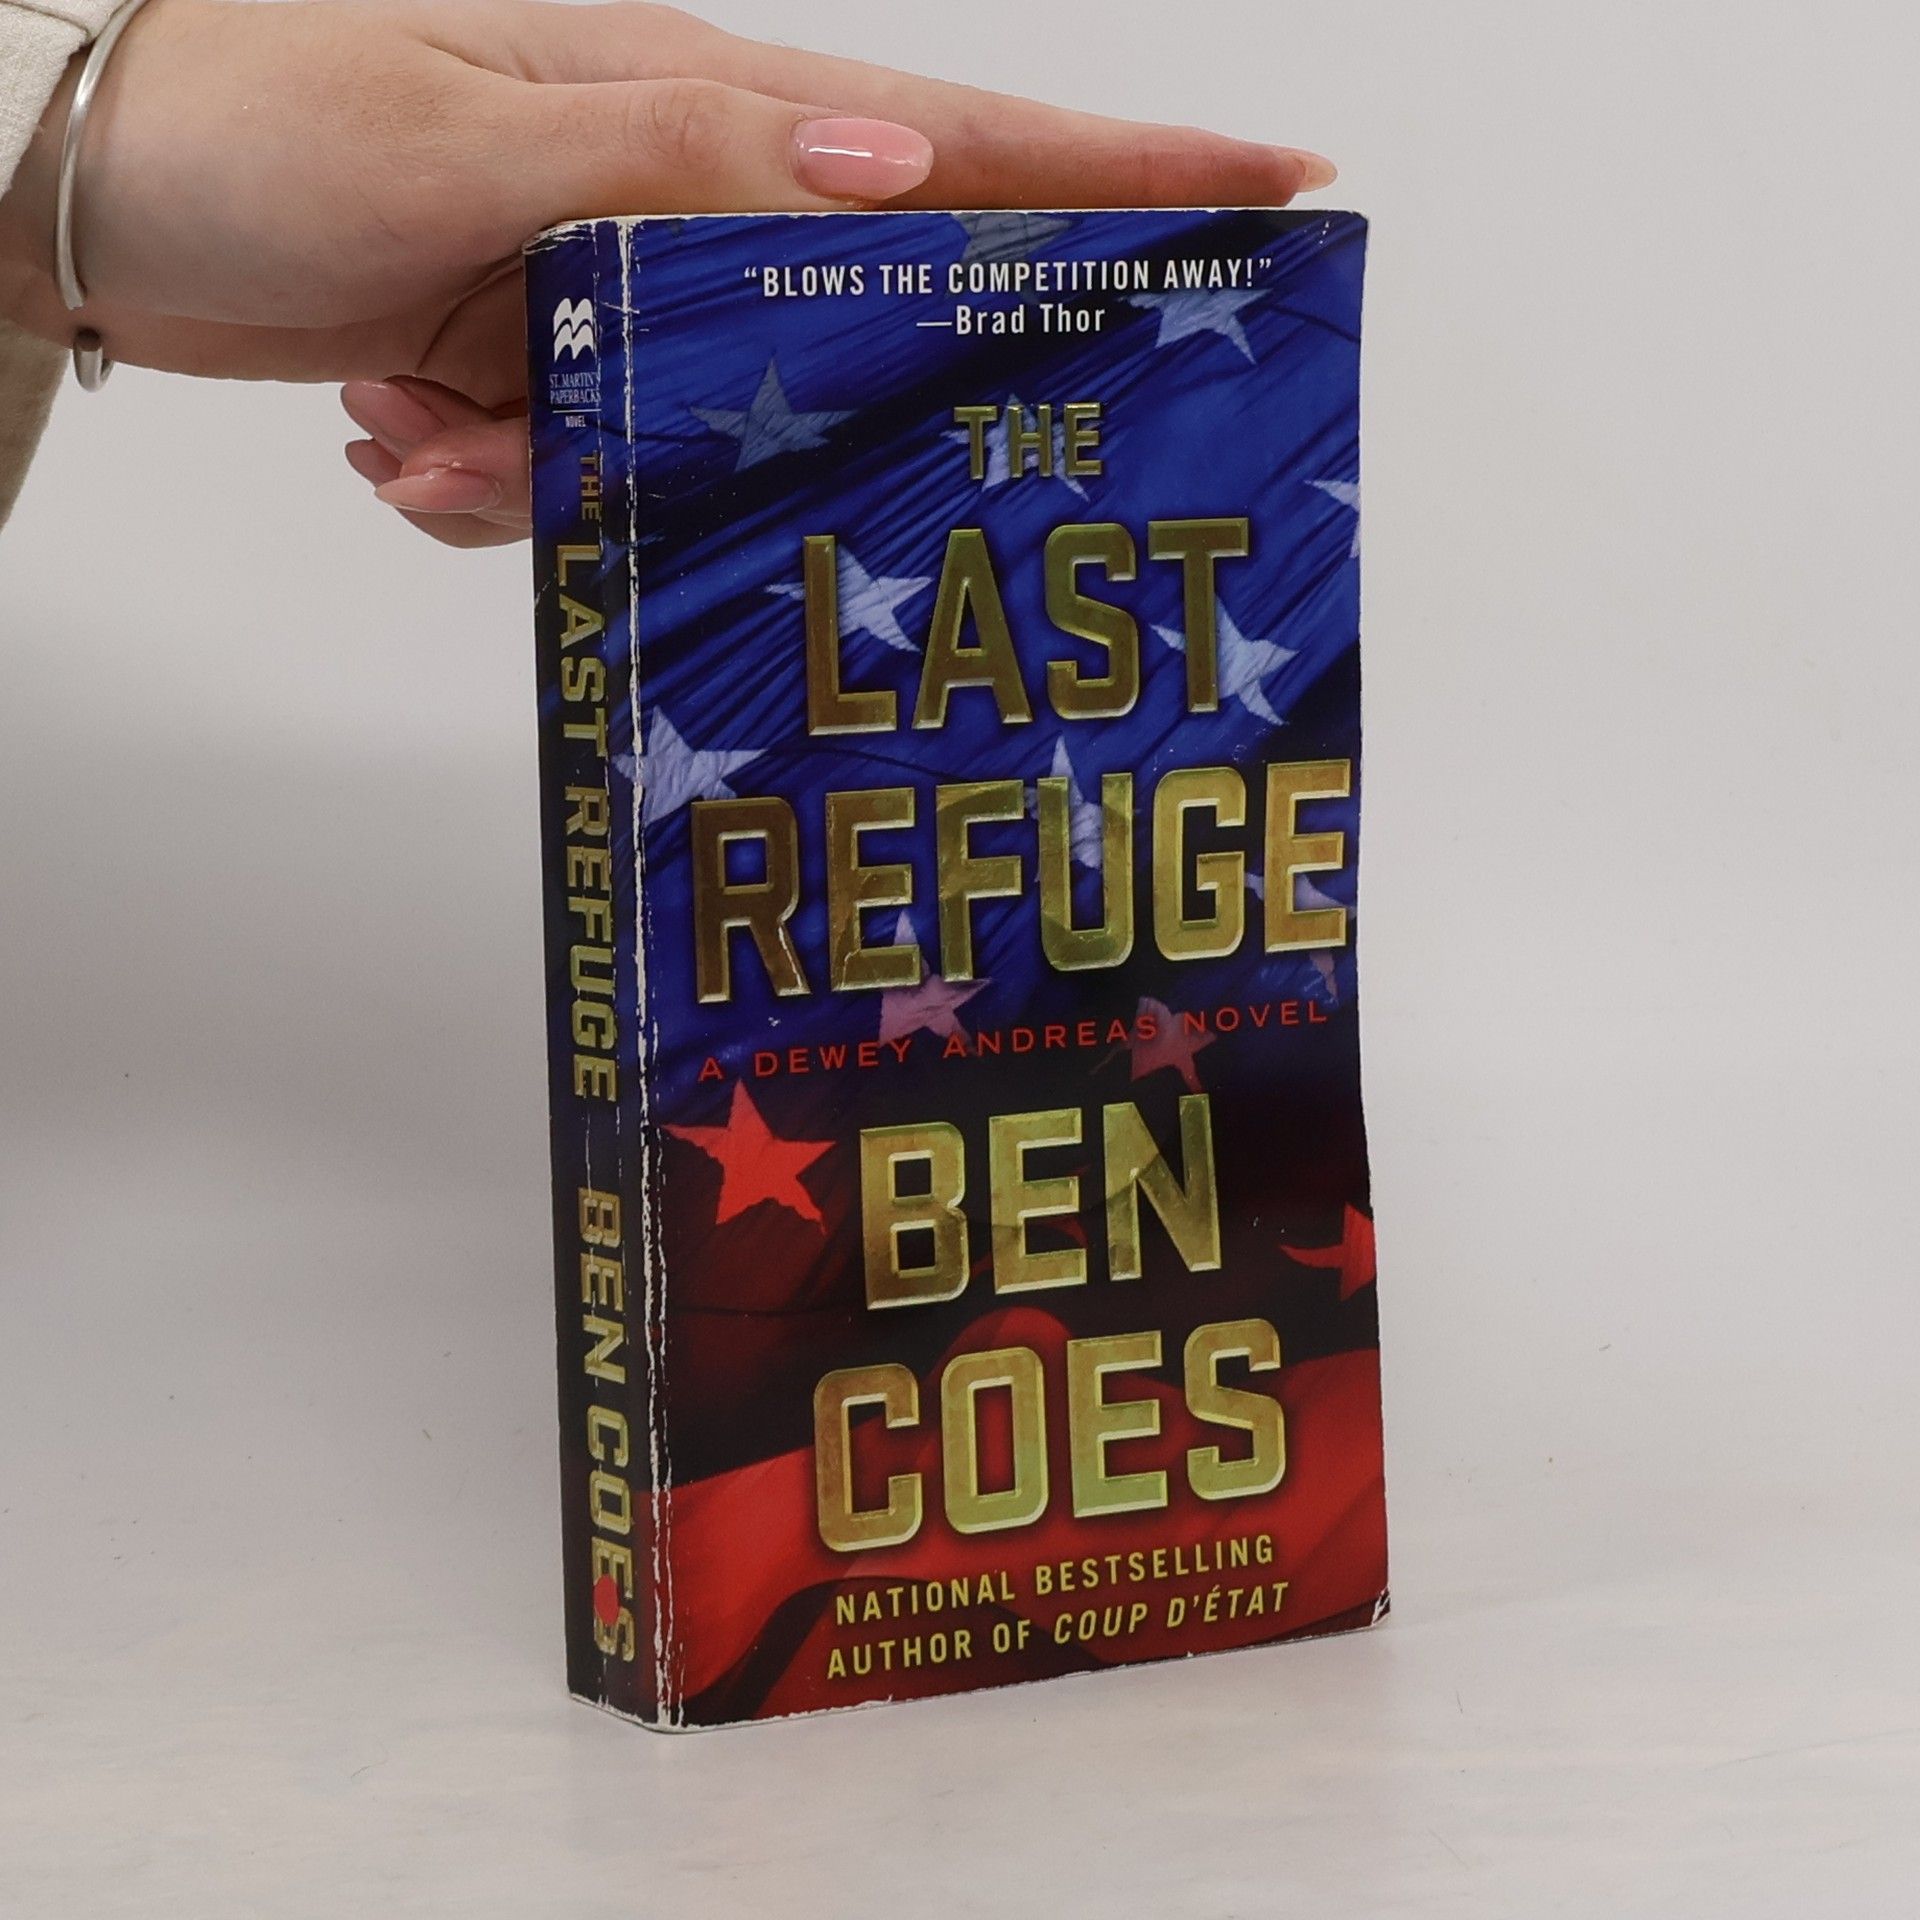 “BLOWS THE COMPETITION AWAY!”
—Brad Thor
THE
LAST
REFUGE
A DEWEY ANDREAS NOVEL
BEN
COES
NATIONAL BESTSELLING
AUTHOR OF COUP D’ÉTAT
ST. MARTIN'S
PAPERBACKS
NOVEL
THE LAST REFUGE BEN COES